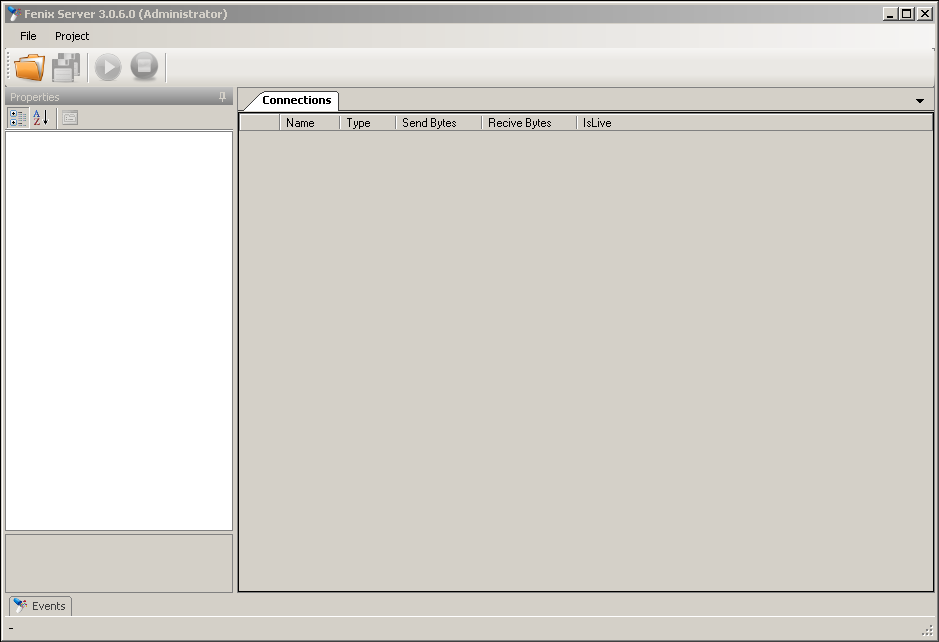 Fenix Server 3.0.6.0 (Administrator)
File Project
Properties
Connections
Name Type Send Bytes Recive Bytes IsLive
Events
-